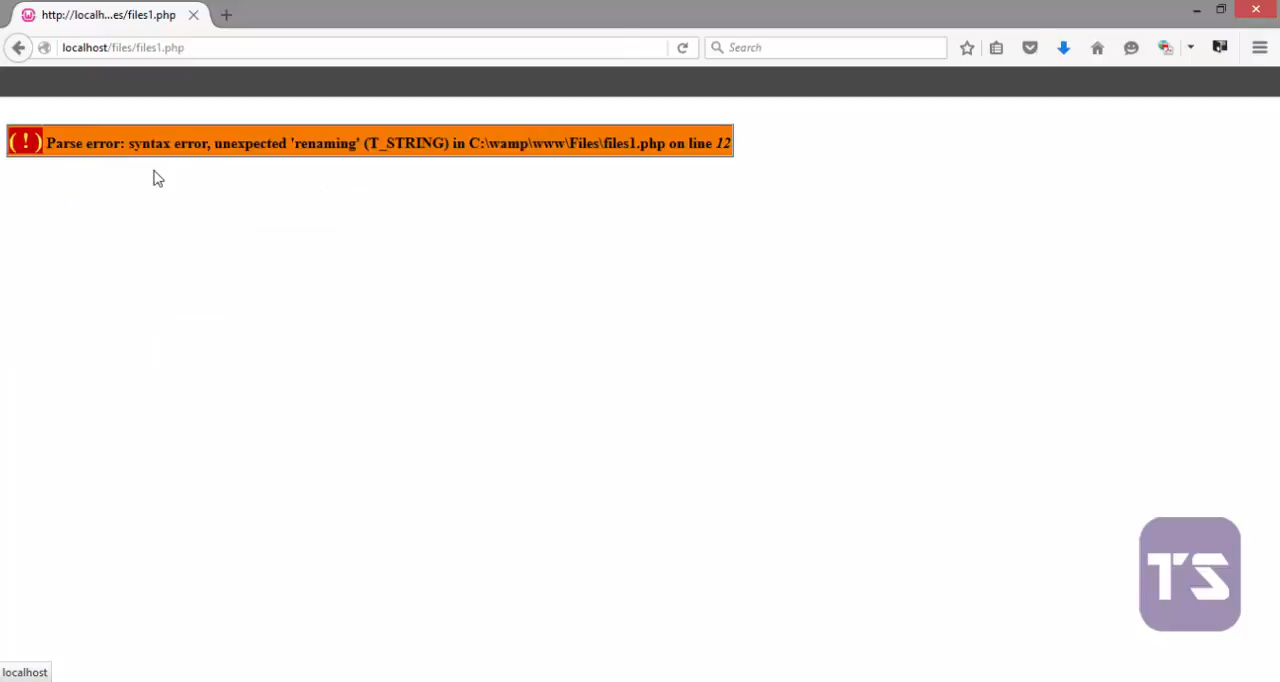 http://localh...es/files1.php
localhost/files/files1.php
Search
( ! ) Parse error: syntax error, unexpected 'renaming' (T_STRING) in C:\wamp\www\Files\files1.php on line 12
TS
localhost